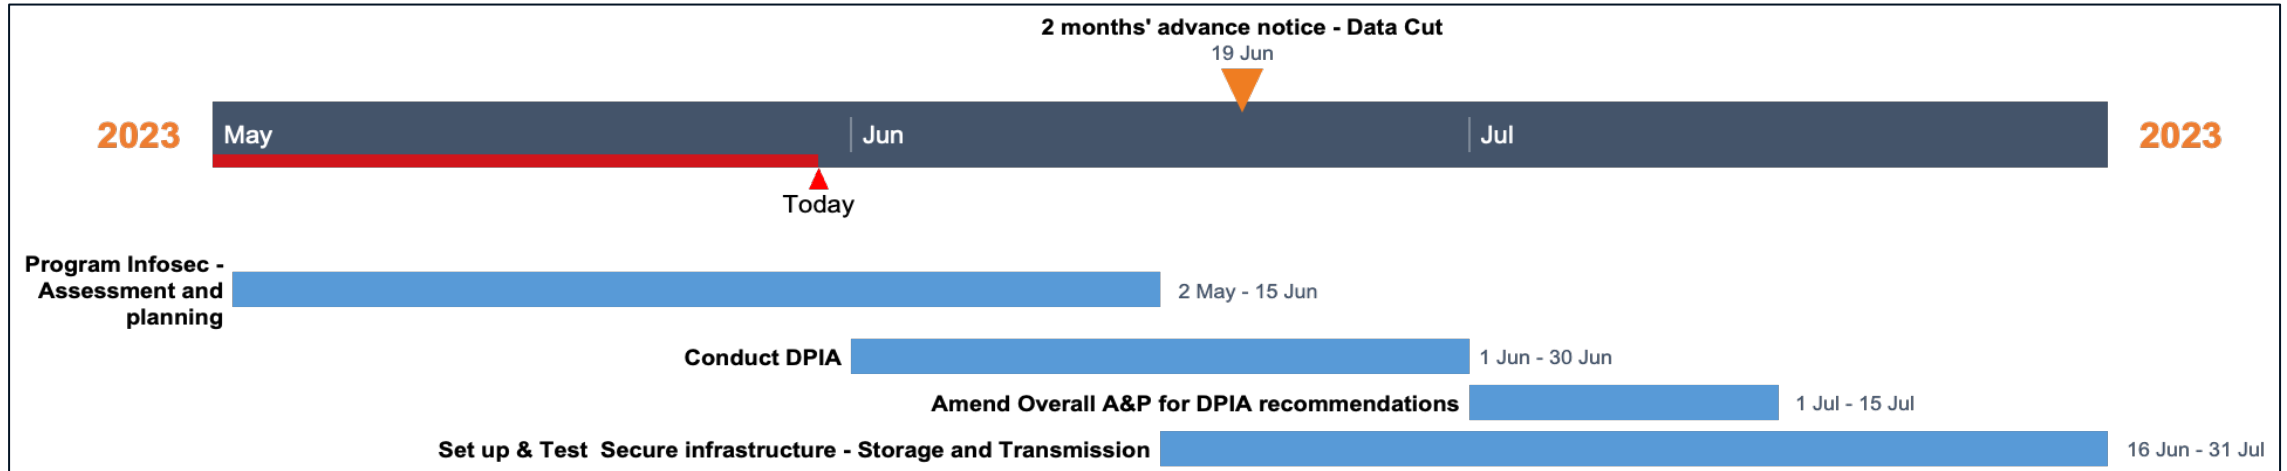 2 months' advance notice - Data Cut
19 Jun
2023
May
Jun
Jul
2023
Today
Program Infosec -
Assessment and
planning
2 May - 15 Jun
Conduct DPIA
1 Jun - 30 Jun
Amend Overall A&P for DPIA recommendations
1 Jul - 15 Jul
Set up & Test  Secure infrastructure - Storage and Transmission
16 Jun - 31 Jul